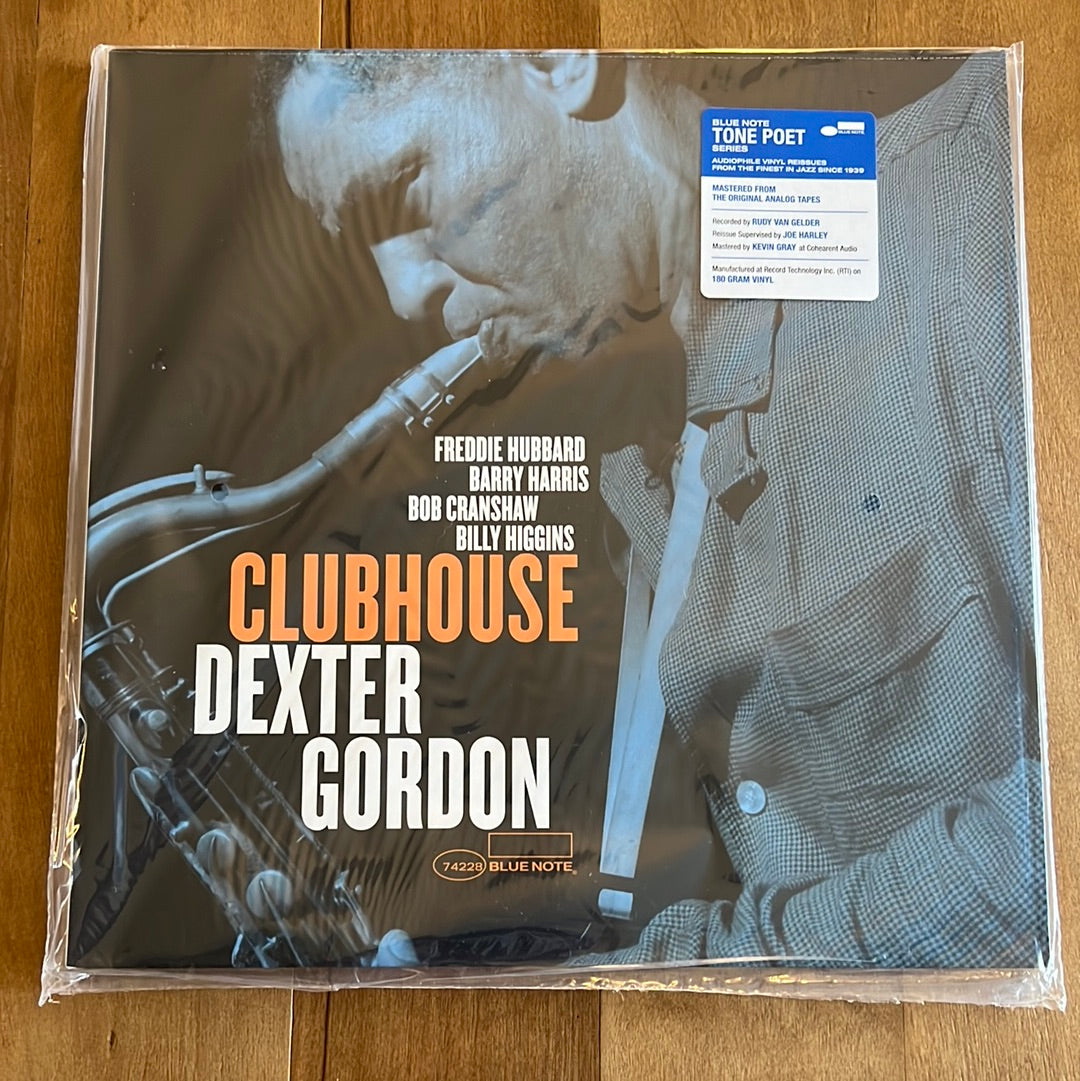 BLUE NOTE
TONE POET
SERIES
BLUE NOTE
AUDIOPHILE VINYL REISSUES
FROM THE FINEST IN JAZZ SINCE 1939
MASTERED FROM
THE ORIGINAL ANALOG TAPES
Recorded by RUDY VAN GELDER
Reissue Supervised by JOE HARLEY
Mastered by KEVIN GRAY at Cohearent Audio
Manufactured at Record Technology Inc. (RTI) on
180 GRAM VINYL
FREDDIE HUBBARD
BARRY HARRIS
BOB CRANSHAW
BILLY HIGGINS
CLUBHOUSE
DEXTER
GORDON
74228 BLUE NOTE®